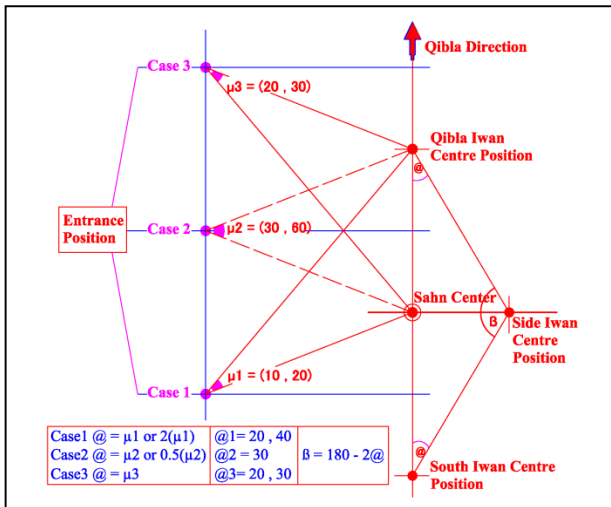 Qibla Direction
Case 3
µ3 = (20 , 30)
Qibla Iwan
Centre Position
@
Entrance
Position
Case 2
µ2= (30 , 60)
Sahn Center
ß
Side Iwan
Centre
Position
µ1= (10 , 20)
Case 1
Case1 @ = µ1 or 2(µ1)
Case2 @ = µ2 or 0.5(µ2)
Case3 @ = µ3
@1= 20 , 40
@2 = 30
@3= 20 , 30
ß = 180 - 2@
@
South Iwan Centre
Position